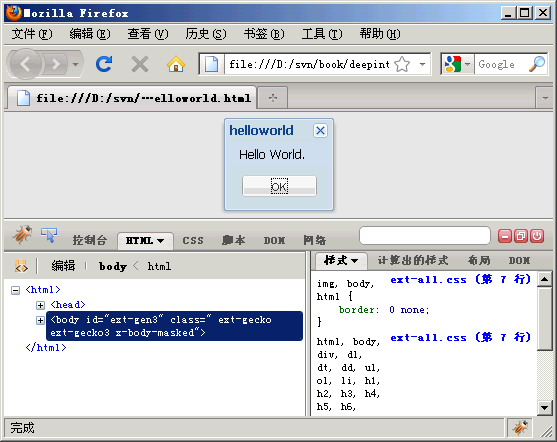 Mozilla Firefox
文件(F) 编辑(E) 查看(V) 历史(S) 书签(B) 工具(T) 帮助(H)
file:///D:/svn/book/deepint
Google
file:///D:/svn/⋯elloworld.html
helloworld
Hello World.
OK
控制台 HTML CSS 脚本 DOM 网络
编辑 body < html
<html>
<head>
<body id="ext-gen3" class=" ext-gecko
ext-gecko3 x-body-masked">
</html>
样式 计算出的样式 布局 DOM
ext-all.css (第 7 行)
img, body,
html {
border: 0 none;
}
ext-all.css (第 7 行)
html, body,
div, dl,
dt, dd, ul,
ol, li, h1,
h2, h3, h4,
h5, h6,
完成